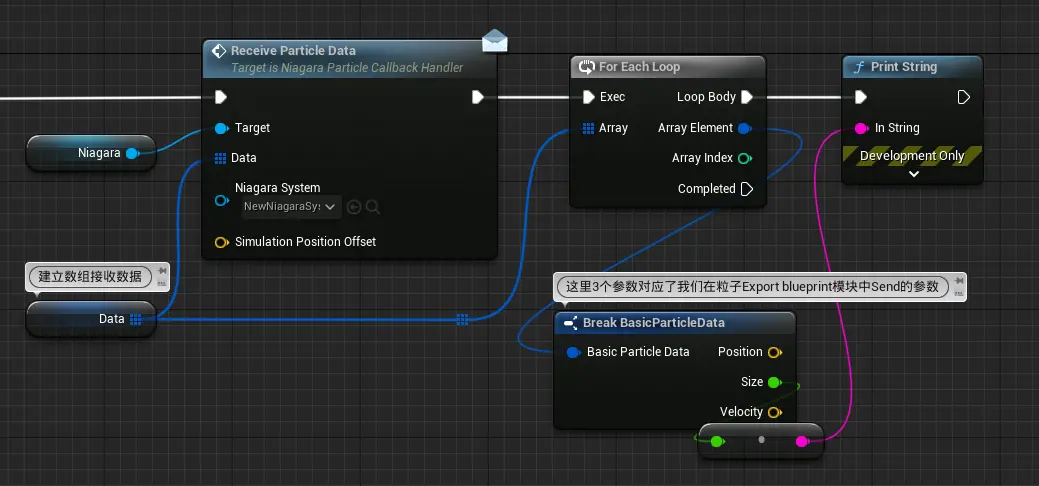 Receive Particle Data
Target is Niagara Particle Callback Handler
Target
Data
Niagara System
NewNiagaraSy:
Simulation Position Offset
Niagara
建立数组接收数据
Data
For Each Loop
Exec
Loop Body
Array
Array Element
Array Index
Completed
Print String
In String
Development Only
这里3个参数对应了我们在粒子Export blueprint模块中Send的参数
Break BasicParticleData
Basic Particle Data
Position
Size
Velocity